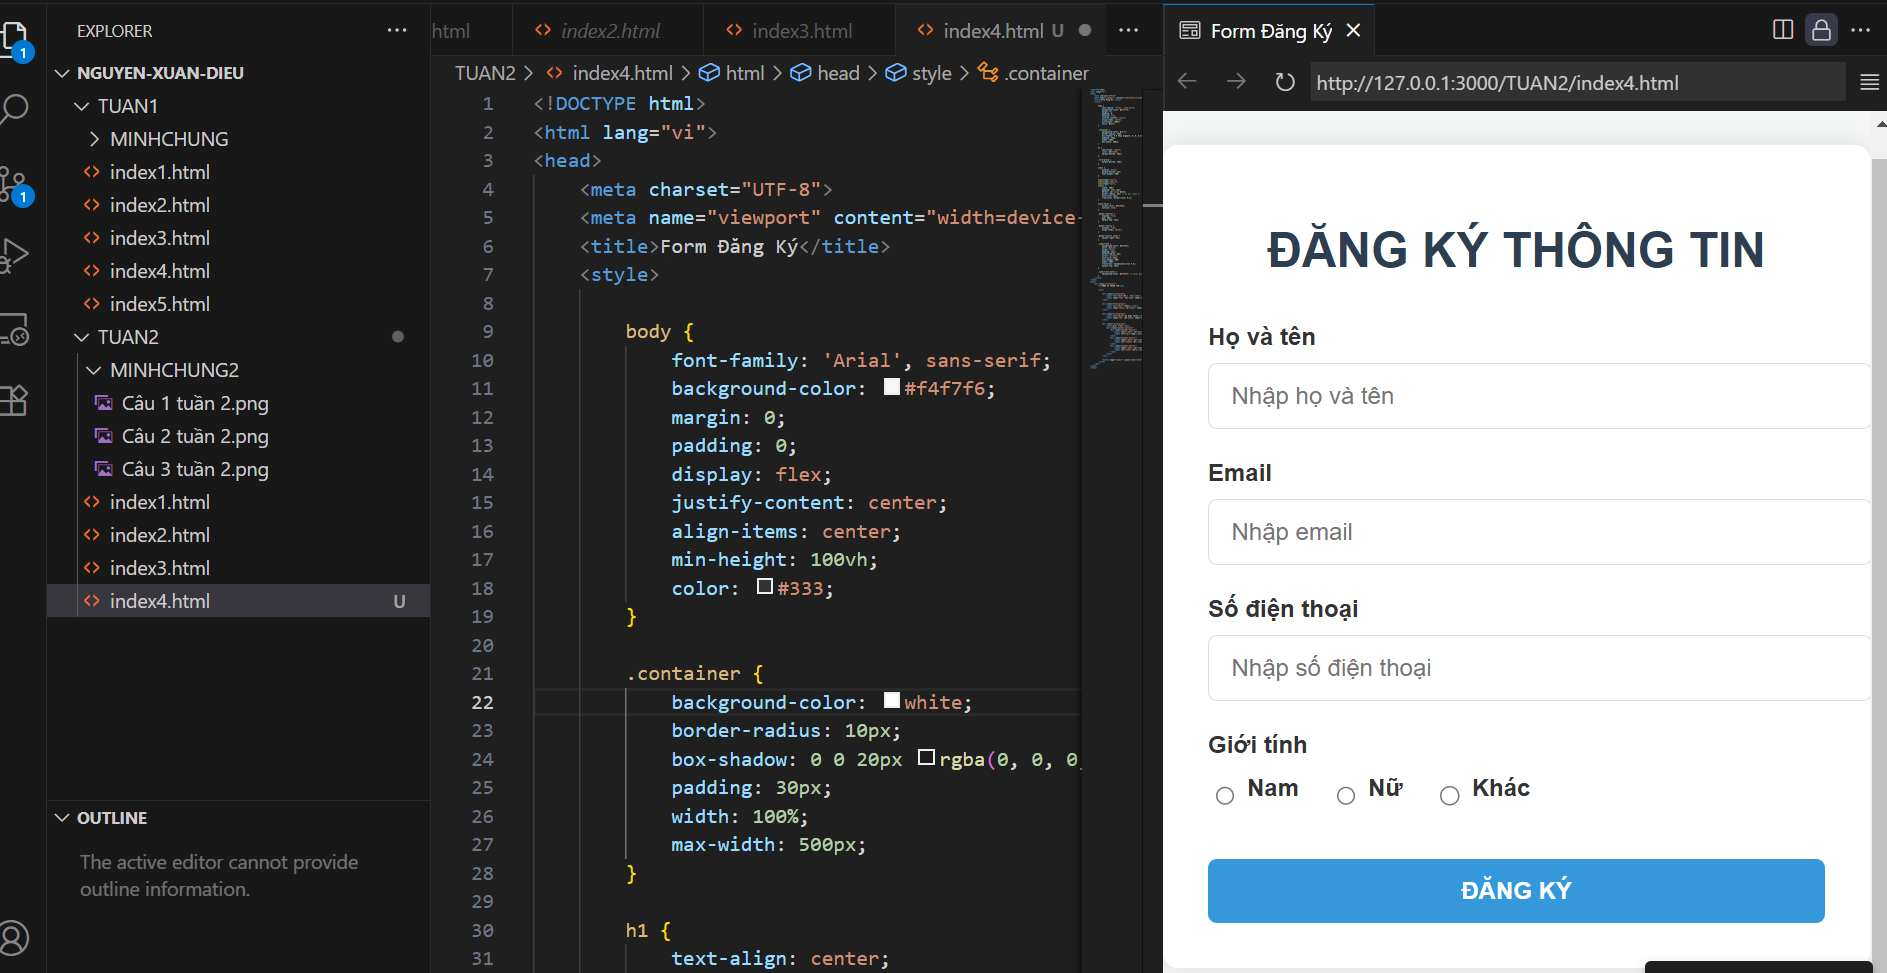 EXPLORER
NGUYEN-XUAN-DIEU
TUAN1
MINHCHUNG
index1.html
index2.html
index3.html
index4.html
index5.html
TUAN2
MINHCHUNG2
Câu 1 tuần 2.png
Câu 2 tuần 2.png
Câu 3 tuần 2.png
index1.html
index2.html
index3.html
index4.html U
OUTLINE
The active editor cannot provide
outline information.
1
1
html index2.html index3.html index4.html U
TUAN2 > index4.html > html > head > style > .container
1 <!DOCTYPE html>
2 <html lang="vi">
3 <head>
4 <meta charset="UTF-8">
5 <meta name="viewport" content="width=device-
6 <title>Form Đăng Ký</title>
7 <style>
8
9 body {
10 font-family: 'Arial', sans-serif;
11 background-color: #f4f7f6;
12 margin: 0;
13 padding: 0;
14 display: flex;
15 justify-content: center;
16 align-items: center;
17 min-height: 100vh;
18 color: #333;
19 }
20
21 .container {
22 background-color: white;
23 border-radius: 10px;
24 box-shadow: 0 0 20px rgba(0, 0, 0,
25 padding: 30px;
26 width: 100%;
27 max-width: 500px;
28 }
29
30 h1 {
31 text-align: center;
Form Đăng Ký
http://127.0.0.1:3000/TUAN2/index4.html
ĐĂNG KÝ THÔNG TIN
Họ và tên
Nhập họ và tên
Email
Nhập email
Số điện thoại
Nhập số điện thoại
Giới tính
Nam Nữ Khác
ĐĂNG KÝ